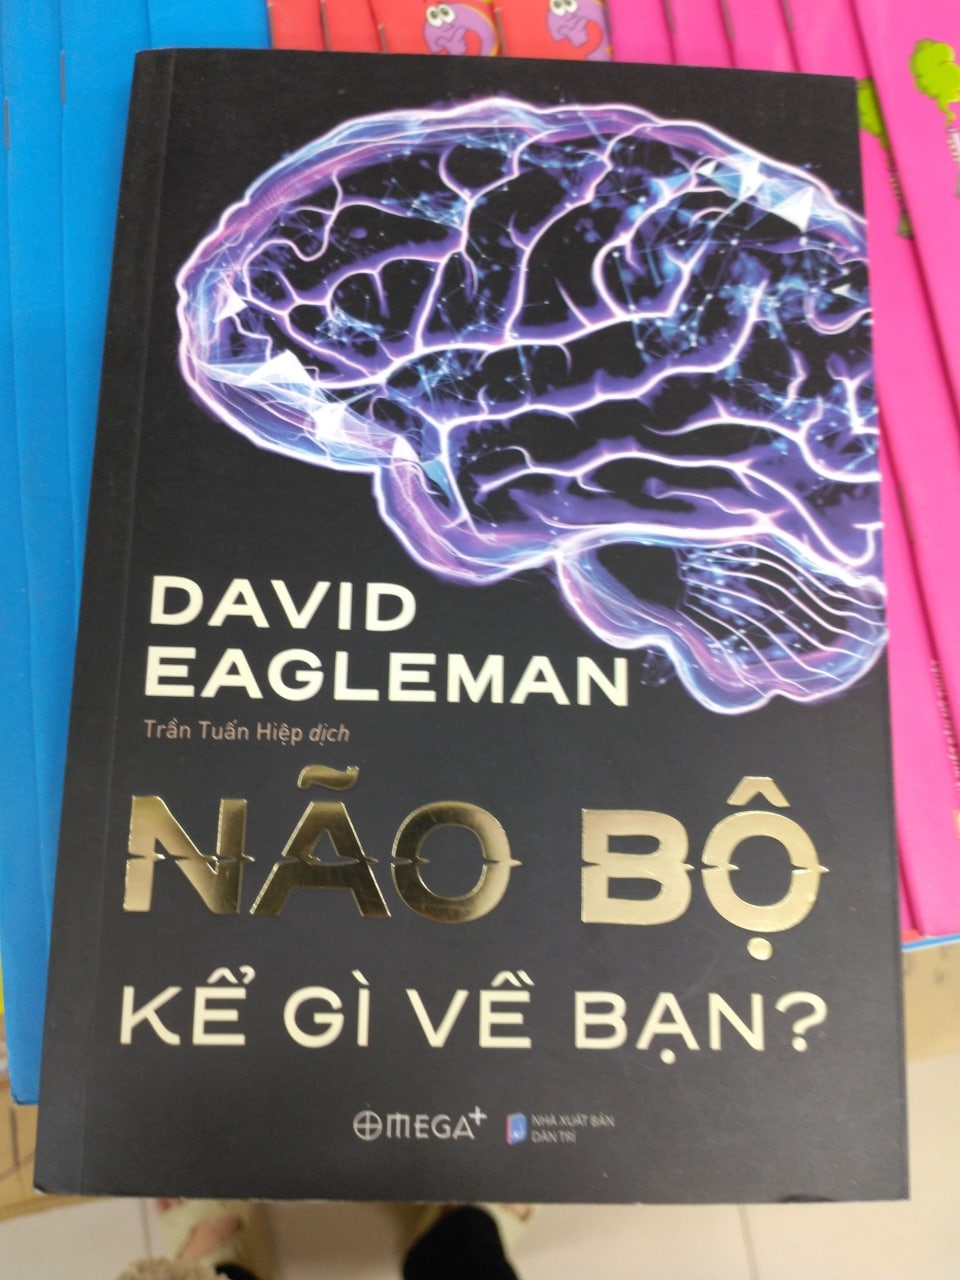 DAVID
EAGLEMAN
Trần Tuấn Hiệp dịch
NÃO BỘ
KỂ GÌ VỀ BẠN?
OMEGA+
NHÀ XUẤT BẢN
DÂN TRÍ